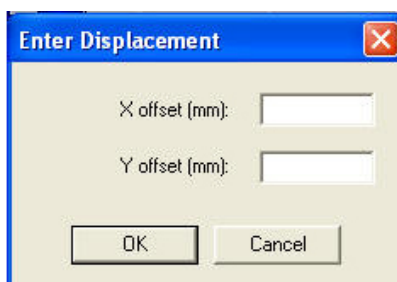 Enter Displacement
X offset (mm):
Y offset (mm):
OK Cancel